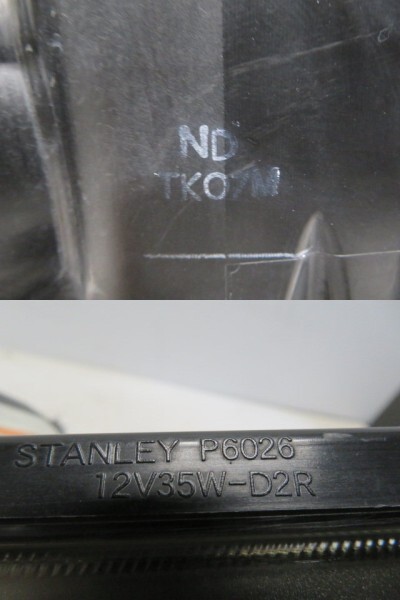 ND
TK07M
STANLEY P6026
12V35W-D2R